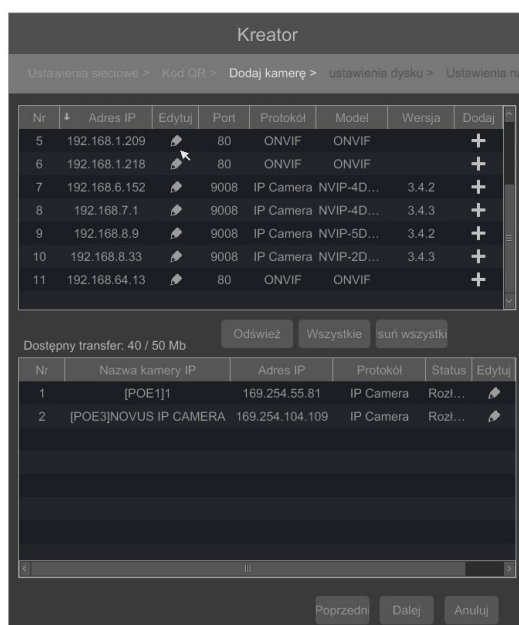 Kreator
Ustawienia sieciowe > Kod QR > Dodaj kamerę > ustawienia dysku > Ustawienia na
Nr Adres IP Edytuj Port Protokół Model Wersja Dodaj
5 192.168.1.209 80 ONVIF ONVIF
6 192.168.1.218 80 ONVIF ONVIF
7 192.168.6.152 9008 IP Camera NVIP-4D... 3.4.2
8 192.168.7.1 9008 IP Camera NVIP-4D... 3.4.3
9 192.168.8.9 9008 IP Camera NVIP-5D... 3.4.2
10 192.168.8.33 9008 IP Camera NVIP-2D... 3.4.3
11 192.168.64.13 80 ONVIF ONVIF
Odśwież Wszystkie suń wszystki
Dostępny transfer: 40 / 50 Mb
Nr Nazwa kamery IP Adres IP Protokół Status Edytuj
1 [POE1]1 169.254.55.81 IP Camera Rozł...
2 [POE3]NOVUS IP CAMERA 169.254.104.109 IP Camera Rozł...
Poprzedni Dalej Anuluj